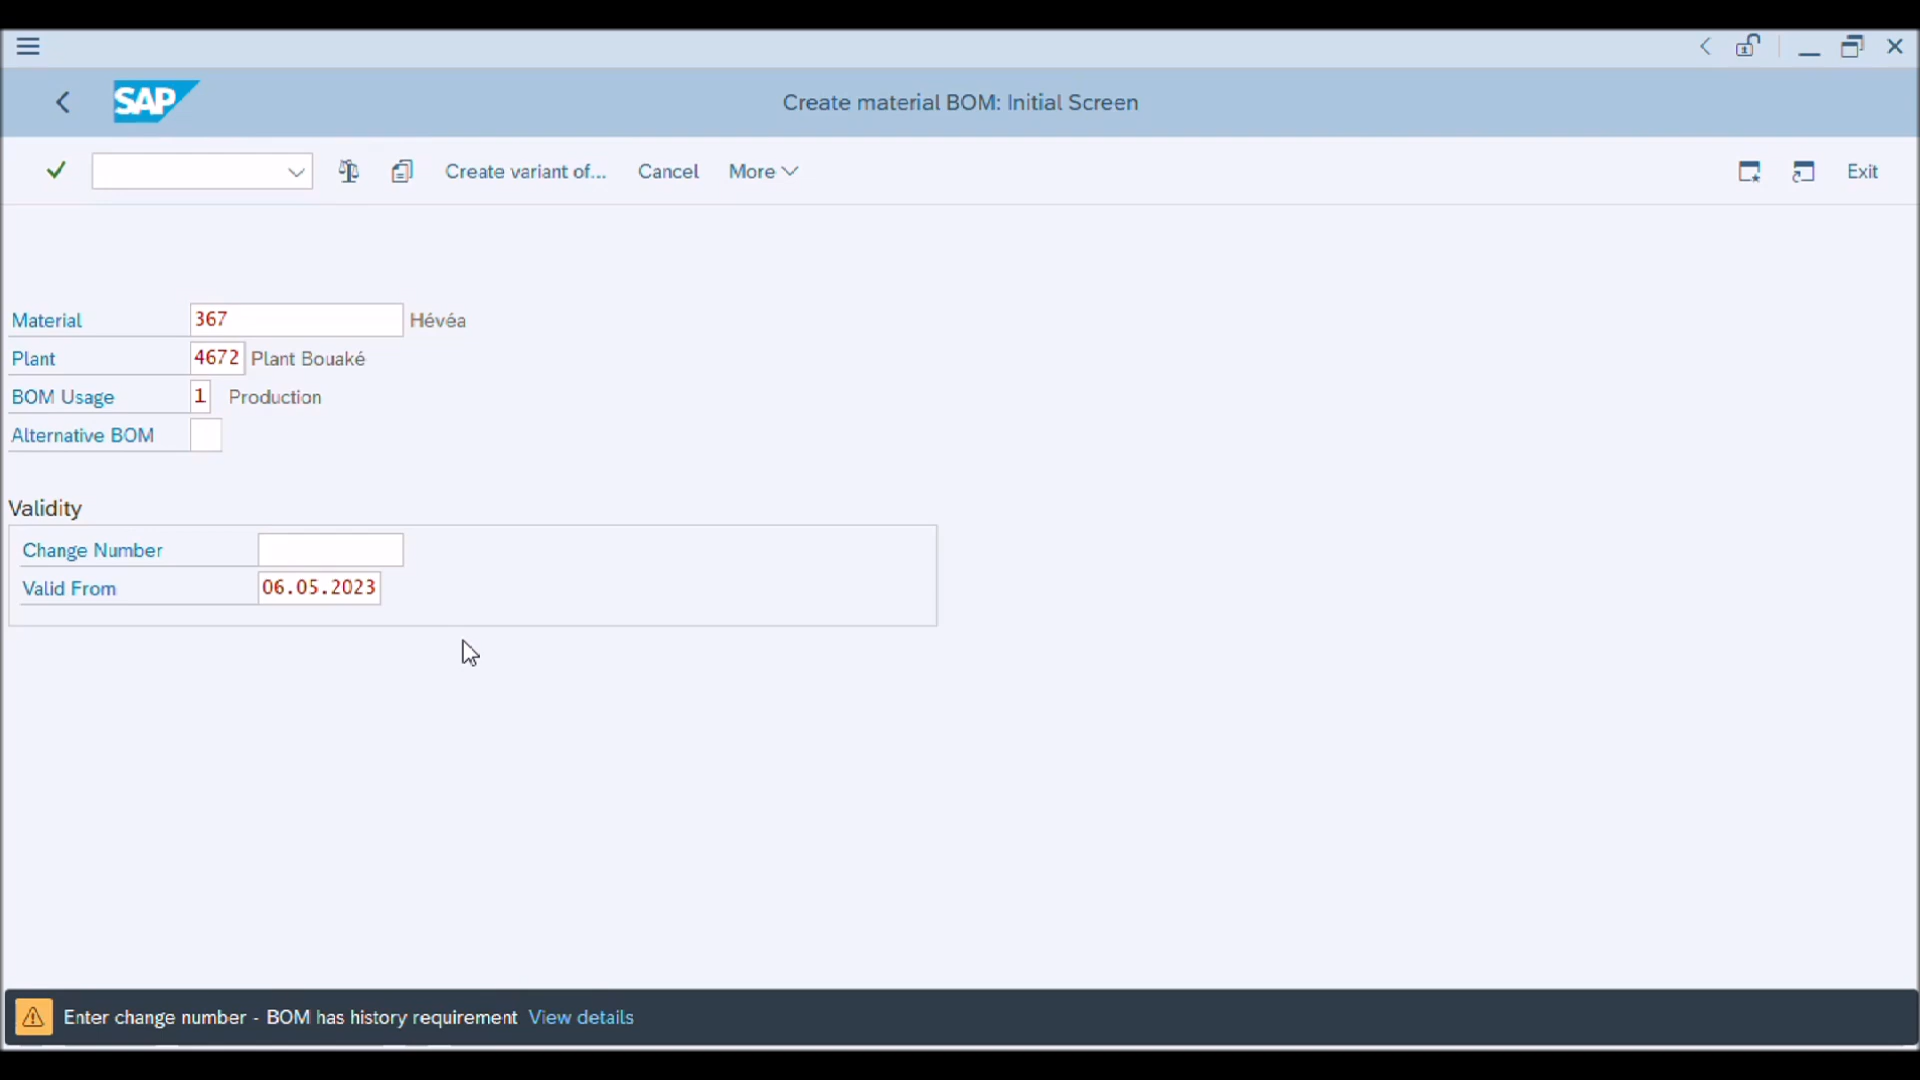 SAP
Create material BOM: Initial Screen
Create variant of... Cancel More Exit
Material 367 Hévéa
Plant 4672 Plant Bouaké
BOM Usage 1 Production
Alternative BOM
Validity
Change Number
Valid From 06.05.2023
Enter change number - BOM has history requirement View details